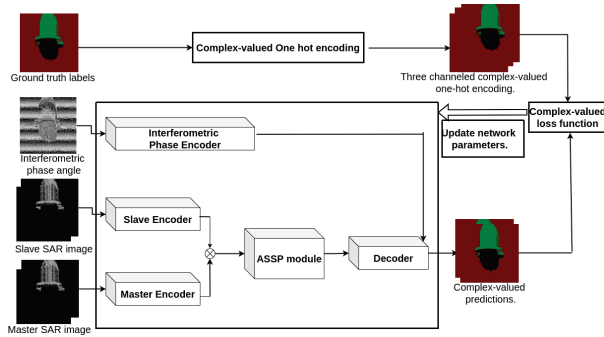 Complex-valued One hot encoding
Ground truth labels
Three channeled complex-valued
one-hot encoding.
Interferometric
phase angle
Interferometric
Phase Encoder
Update network
parameters.
Complex-valued
loss function
Slave SAR image
Slave Encoder
ASSP module
Decoder
Master SAR image
Master Encoder
Complex-valued
predictions.